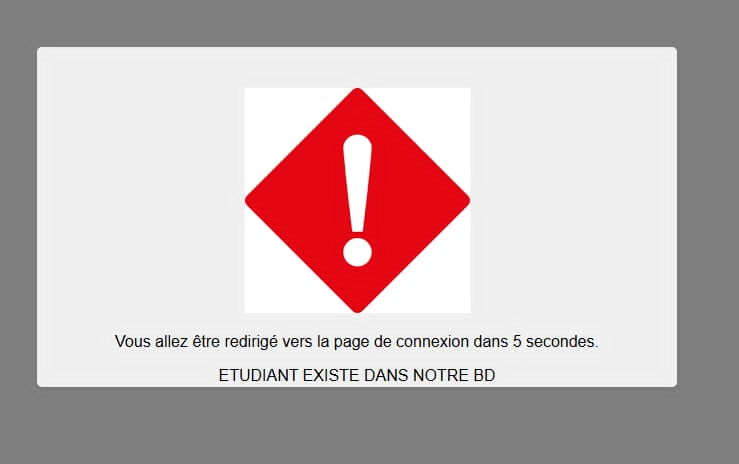 Vous allez être redirigé vers la page de connexion dans 5 secondes.
ETUDIANT EXISTE DANS NOTRE BD